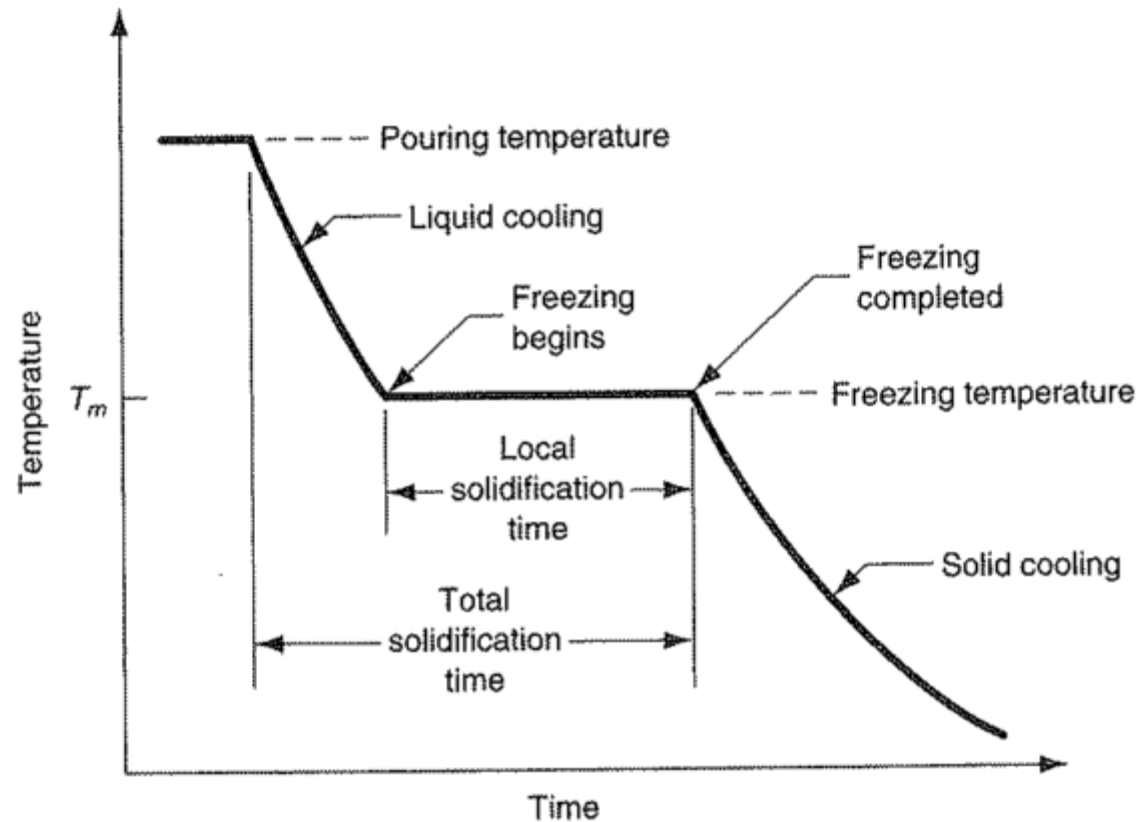 Pouring temperature
Liquid cooling
Freezing
begins
Freezing
completed
Temperature
Tm
Freezing temperature
Local
solidification
time
Solid cooling
Total
solidification
time
Time